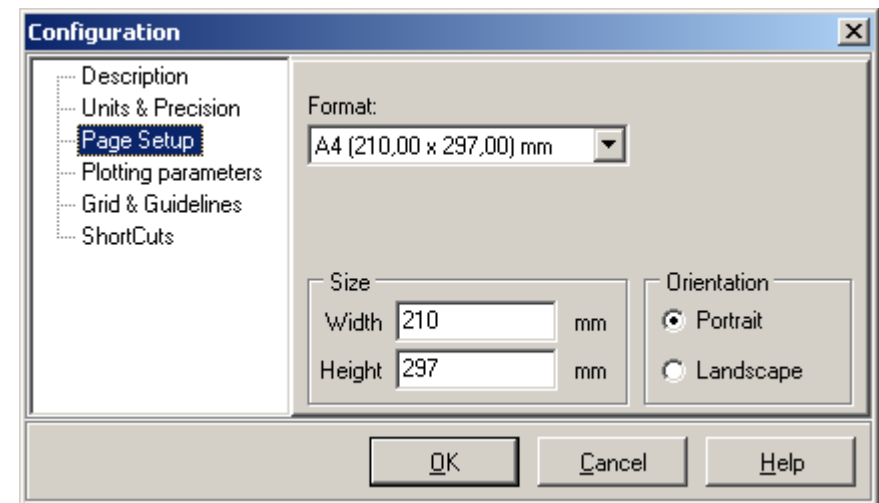 Configuration
Description
Units & Precision
Page Setup
Plotting parameters
Grid & Guidelines
ShortCuts
Format:
A4 (210,00 x 297,00) mm
Size
Width 210 mm
Height 297 mm
Orientation
Portrait
Landscape
OK Cancel Help